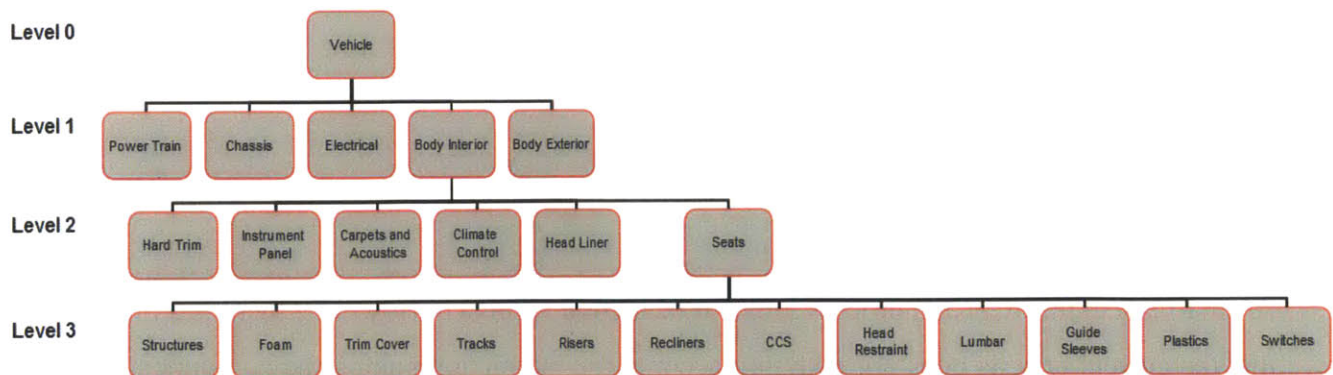 Level 0
Vehicle
Level 1
Power Train
Chassis
Electrical
Body Interior
Body Exterior
Level 2
Hard Trim
Instrument
Panel
Carpets and
Acoustics
Climate
Control
Head Liner
Seats
Level 3
Structures
Foam
Trim Cover
Tracks
Risers
Recliners
CCS
Head
Restraint
Lumbar
Guide
Sleeves
Plastics
Switches